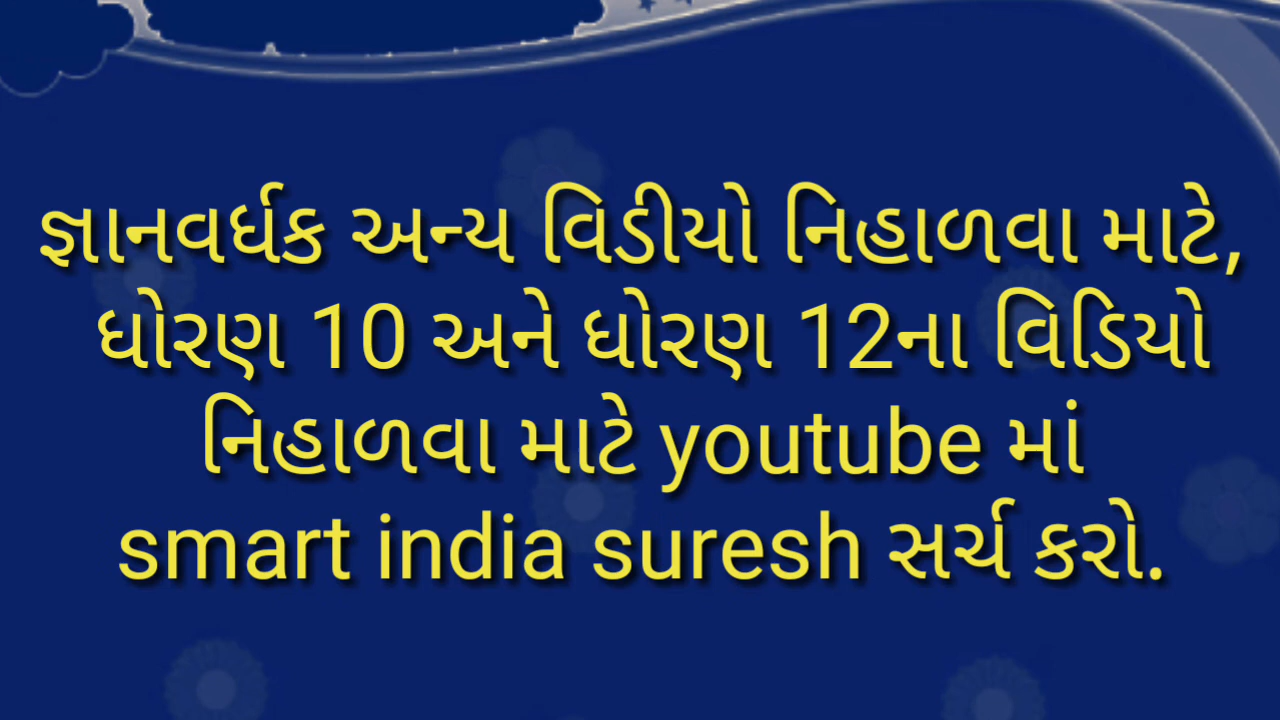 જ્ઞાનવર્ધક અન્ય વિડીયો નિહાળવા માટે,
ધોરણ 10 અને ધોરણ 12ના વિડિયો
નિહાળવા માટે youtube માં
smart india suresh સર્ચ કરો.